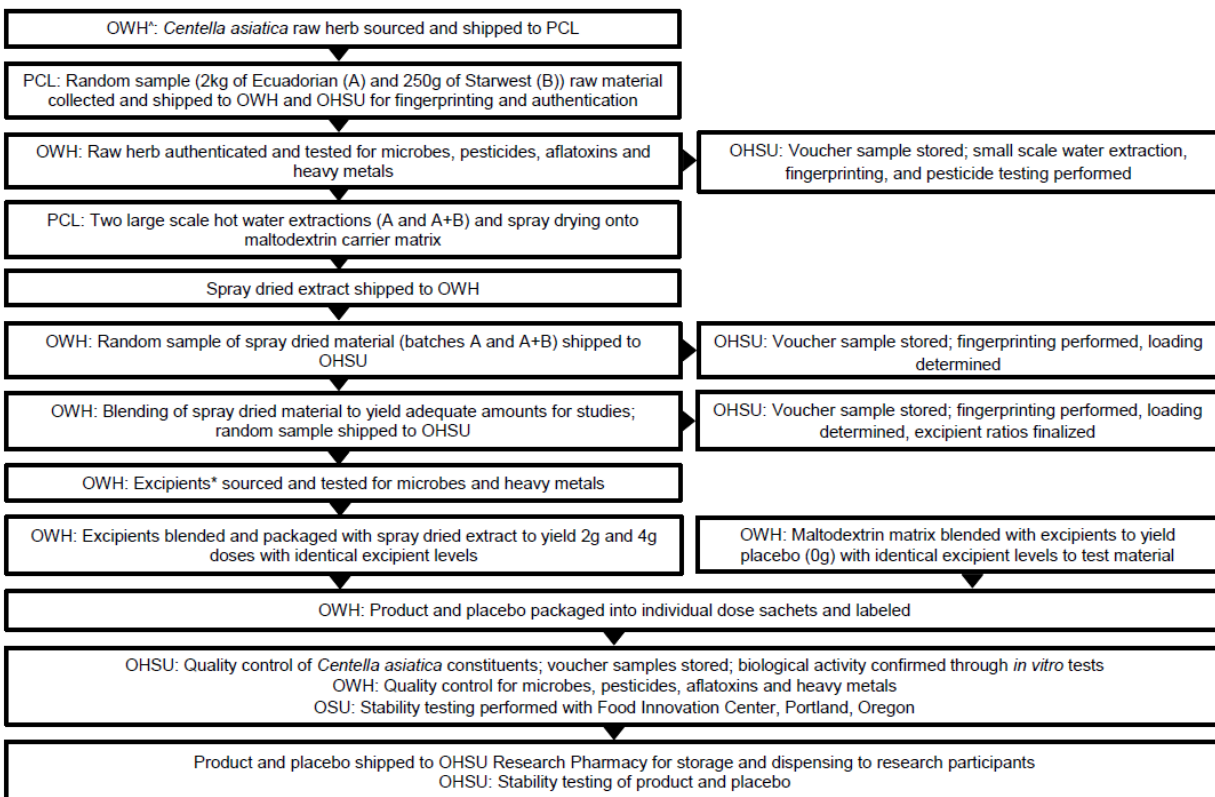 OWH^: Centella asiatica raw herb sourced and shipped to PCL
PCL: Random sample (2kg of Ecuadorian (A) and 250g of Starwest (B)) raw material
collected and shipped to OWH and OHSU for fingerprinting and authentication
OWH: Raw herb authenticated and tested for microbes, pesticides, aflatoxins and
heavy metals
OHSU: Voucher sample stored; small scale water extraction,
fingerprinting, and pesticide testing performed
PCL: Two large scale hot water extractions (A and A+B) and spray drying onto
maltodextrin carrier matrix
Spray dried extract shipped to OWH
OWH: Random sample of spray dried material (batches A and A+B) shipped to
OHSU
OHSU: Voucher sample stored; fingerprinting performed, loading
determined
OWH: Blending of spray dried material to yield adequate amounts for studies;
random sample shipped to OHSU
OHSU: Voucher sample stored; fingerprinting performed, loading
determined, excipient ratios finalized
OWH: Excipients* sourced and tested for microbes and heavy metals
OWH: Excipients blended and packaged with spray dried extract to yield 2g and 4g
doses with identical excipient levels
OWH: Maltodextrin matrix blended with excipients to yield
placebo (0g) with identical excipient levels to test material
OWH: Product and placebo packaged into individual dose sachets and labeled
OHSU: Quality control of Centella asiatica constituents; voucher samples stored; biological activity confirmed through in vitro tests
OWH: Quality control for microbes, pesticides, aflatoxins and heavy metals
OSU: Stability testing performed with Food Innovation Center, Portland, Oregon
Product and placebo shipped to OHSU Research Pharmacy for storage and dispensing to research participants
OHSU: Stability testing of product and placebo